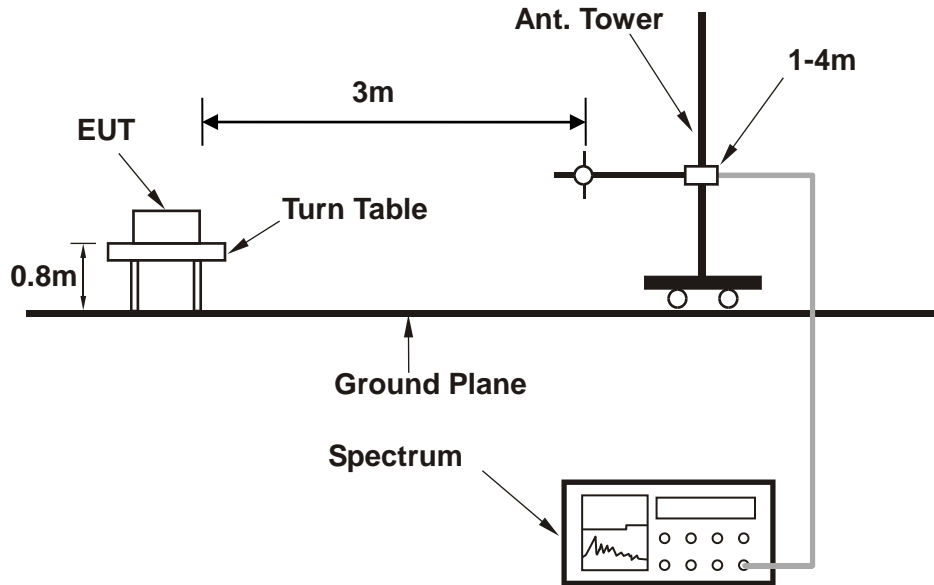 Ant. Tower
1-4m
3m
EUT
Turn Table
0.8m
Ground Plane
Spectrum